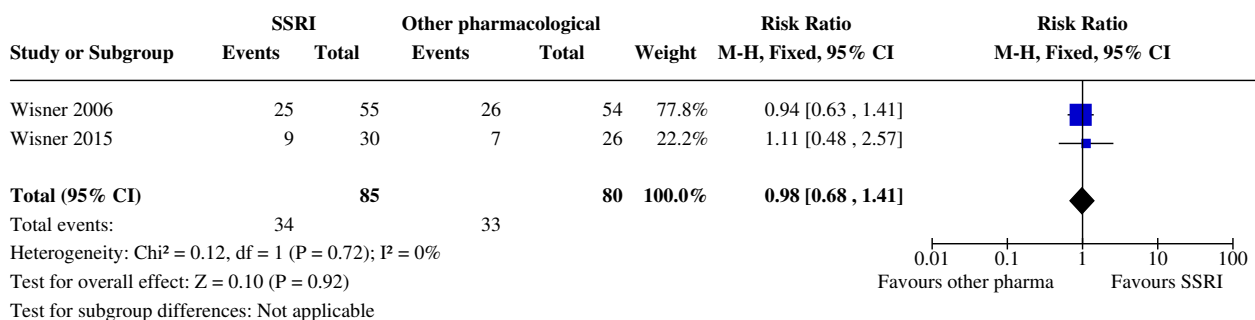 SSRI Other pharmacological Risk Ratio Risk Ratio
Study or Subgroup Events Total Events Total Weight M-H, Fixed, 95% CI M-H, Fixed, 95% CI
Wisner 2006 25 55 26 54 77.8% 0.94 [0.63 , 1.41]
Wisner 2015 9 30 7 26 22.2% 1.11 [0.48 , 2.57]
Total (95% CI) 85 80 100.0% 0.98 [0.68 , 1.41]
Total events: 34 33
Heterogeneity: Chi² = 0.12, df = 1 (P = 0.72); I² = 0%
0.01 0.1 1 10 100
Test for overall effect: Z = 0.10 (P = 0.92) Favours other pharma Favours SSRI
Test for subgroup differences: Not applicable